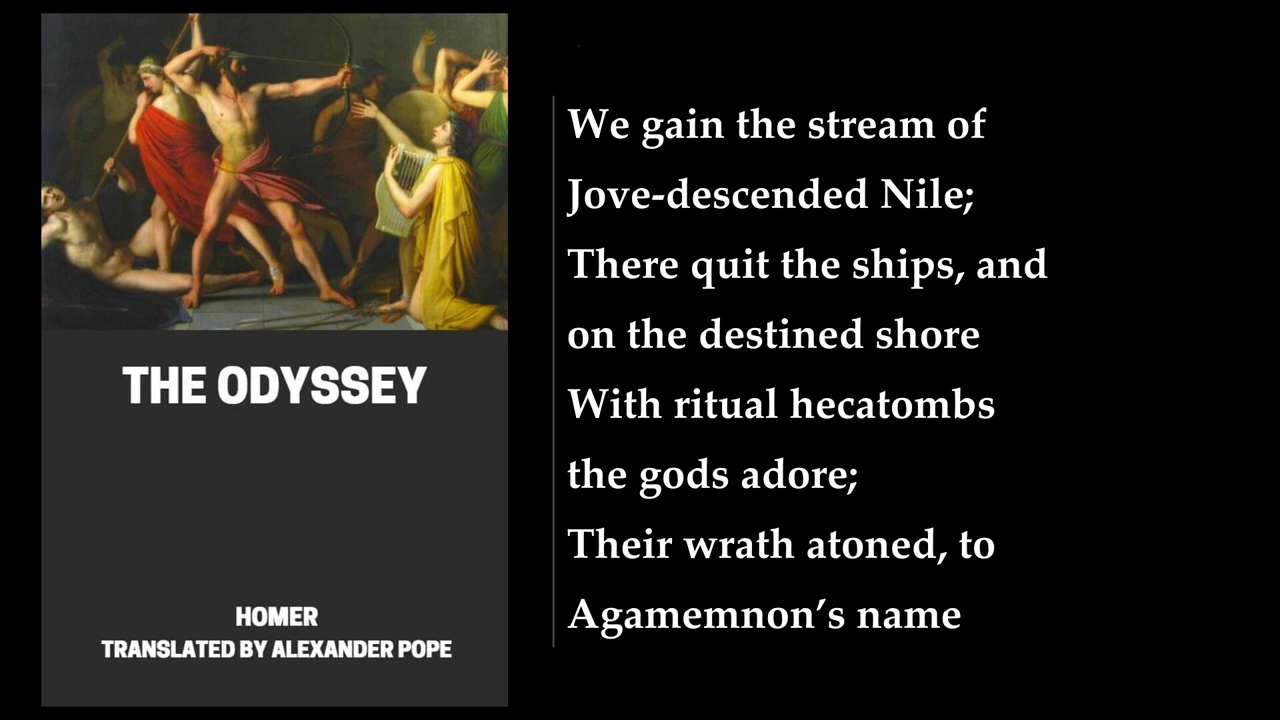 THE ODYSSEY
HOMER
TRANSLATED BY ALEXANDER POPE
We gain the stream of
Jove-descended Nile;
There quit the ships, and
on the destined shore
With ritual hecatombs
the gods adore;
Their wrath atoned, to
Agamemnon’s name